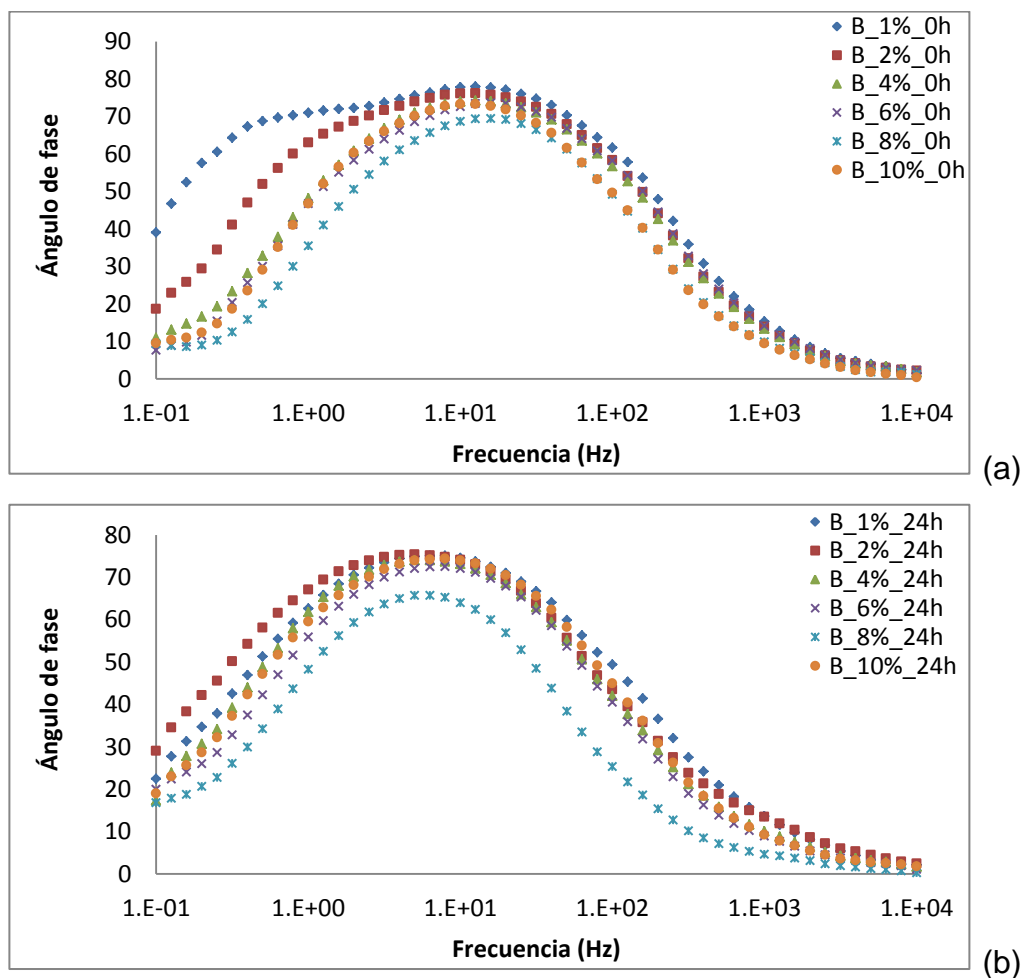 90
80
70
60
50
40
30
20
10
0
Ángulo de fase
1.E-01 1.E+00 1.E+01 1.E+02 1.E+03 1.E+04
Frecuencia (Hz)
B_1%_0h
B_2%_0h
B_4%_0h
B_6%_0h
B_8%_0h
B_10%_0h
(a)
80
70
60
50
40
30
20
10
0
Ángulo de fase
1.E-01 1.E+00 1.E+01 1.E+02 1.E+03 1.E+04
Frecuencia (Hz)
B_1%_24h
B_2%_24h
B_4%_24h
B_6%_24h
B_8%_24h
B_10%_24h
(b)